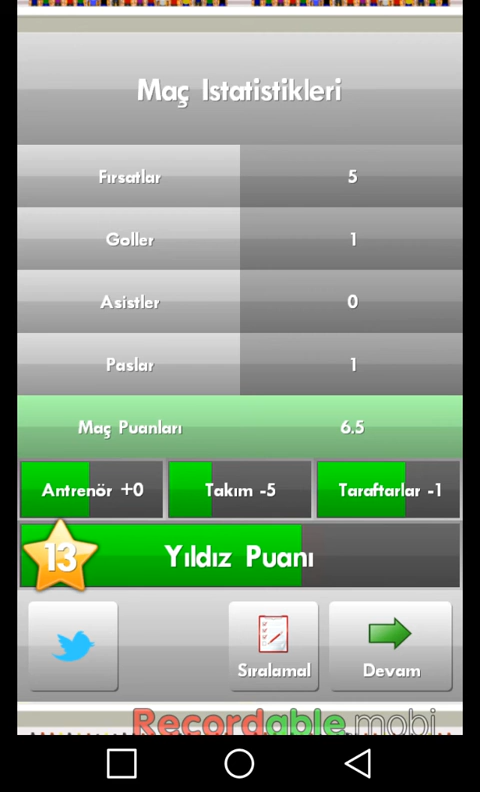 Maç Istatistikleri
Fırsatlar 5
Goller 1
Asistler 0
Paslar 1
Maç Puanları 6.5
Antrenör +0 Takım -5 Taraftarlar -1
13 Yıldız Puanı
Sıralamal Devam
Recordable.mobi